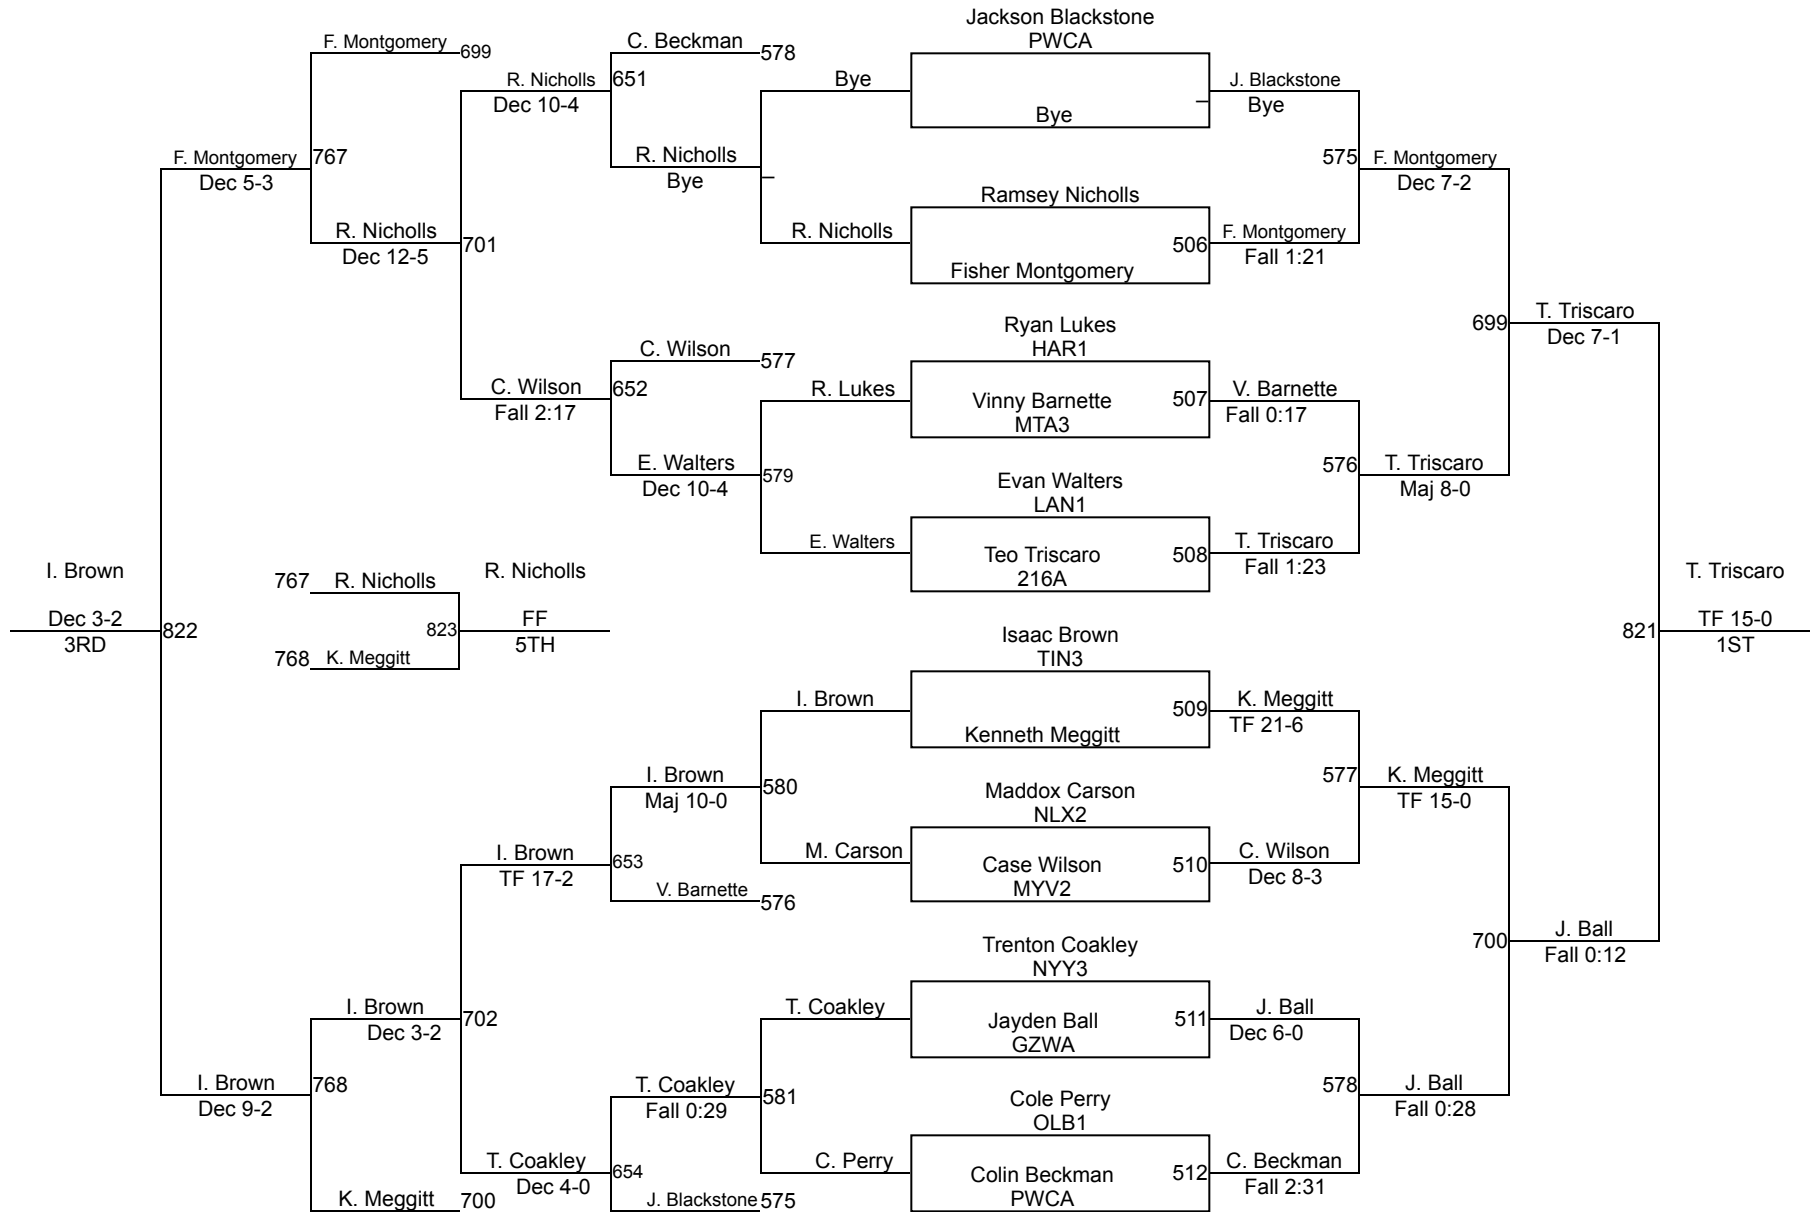 Jackson Blackstone
PWCA
F. Montgomery
699
C. Beckman
578
R. Nicholls
651
Dec 10-4
Bye
J. Blackstone
Bye
Bye
F. Montgomery
767
Dec 5-3
R. Nicholls
Bye
575
F. Montgomery
Dec 7-2
Ramsey Nicholls
R. Nicholls
701
Dec 12-5
R. Nicholls
506
F. Montgomery
Fall 1:21
Fisher Montgomery
Ryan Lukes
HAR1
699
T. Triscaro
Dec 7-1
C. Wilson
577
C. Wilson
652
Fall 2:17
R. Lukes
Vinny Barnette
MTA3
507
V. Barnette
Fall 0:17
E. Walters
579
Dec 10-4
576
T. Triscaro
Maj 8-0
Evan Walters
LAN1
E. Walters
Teo Triscaro
216A
508
T. Triscaro
Fall 1:23
I. Brown
Dec 3-2
3RD
822
767
R. Nicholls
768
K. Meggitt
823
R. Nicholls
FF
5TH
821
T. Triscaro
TF 15-0
1ST
Isaac Brown
TIN3
I. Brown
509
K. Meggitt
TF 21-6
Kenneth Meggitt
I. Brown
580
Maj 10-0
577
K. Meggitt
TF 15-0
Maddox Carson
NLX2
I. Brown
653
TF 17-2
M. Carson
Case Wilson
MYV2
510
C. Wilson
Dec 8-3
V. Barnette
576
Trenton Coakley
NYY3
700
J. Ball
Fall 0:12
I. Brown
702
Dec 3-2
T. Coakley
Jayden Ball
GZWA
511
J. Ball
Dec 6-0
I. Brown
768
Dec 9-2
T. Coakley
581
Fall 0:29
578
J. Ball
Fall 0:28
Cole Perry
OLB1
T. Coakley
654
Dec 4-0
C. Perry
Colin Beckman
PWCA
512
C. Beckman
Fall 2:31
K. Meggitt
700
J. Blackstone
575